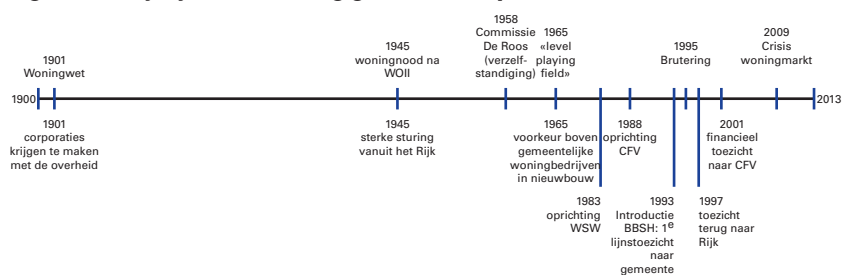 1958
Commissie
De Roos
(verzelf-
standiging)
1965
«level
playing
field»
2009
Crisis
woningmarkt
1945
woningnood na
WOII
1995
Brutering
1901
Woningwet
1900
2013
1901
corporaties
krijgen te maken
met de overheid
1945
sterke sturing
vanuit het Rijk
1965
voorkeur boven
gemeentelijke
woningbedrijven
in nieuwbouw
1988
oprichting
CFV
2001
financieel
toezicht
naar CFV
1983
oprichting
WSW
1993
Introductie
BBSH: 1e
lijnstoezicht
naar
gemeente
1997
toezicht
terug naar
Rijk